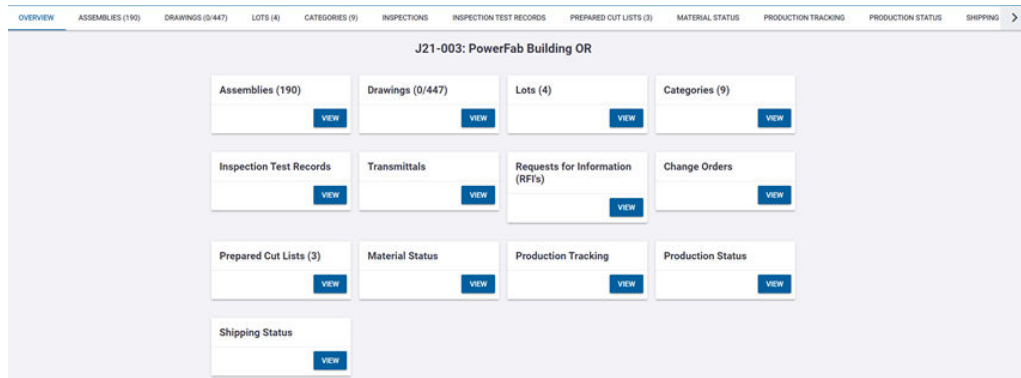 OVERVIEW ASSEMBLIES (190) DRAWINGS (0/447) LOTS (4) CATEGORIES (9) INSPECTIONS INSPECTION TEST RECORDS PREPARED CUT LISTS (3) MATERIAL STATUS PRODUCTION TRACKING PRODUCTION STATUS SHIPPING
J21-003: PowerFab Building OR
Assemblies (190) Drawings (0/447) Lots (4) Categories (9)
VIEW VIEW VIEW VIEW
Inspection Test Records Transmittals Requests for Information Change Orders
(RFI's)
VIEW VIEW VIEW VIEW
Prepared Cut Lists (3) Material Status Production Tracking Production Status
VIEW VIEW VIEW VIEW
Shipping Status
VIEW